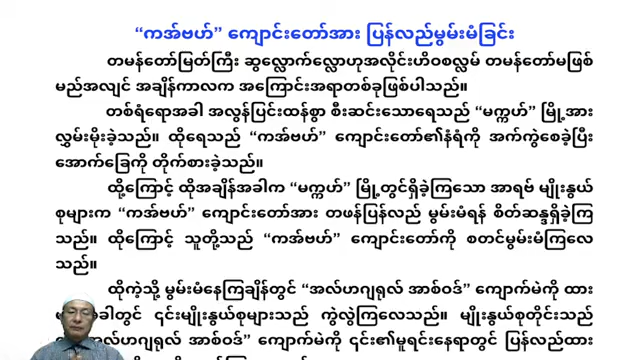 “ကအ်ဗဟ်” ကျောင်းတော်အား ပြန်လည်မွမ်းမံခြင်း
တမန်တော်မြတ်ကြီး ဆွလ္လောက်လ္လောဟုအလိုင်းဟိဝစလ္လမ် တမန်တော်မဖြစ်
မည်အလျင် အချိန်ကာလက အကြောင်းအရာတစ်ခုဖြစ်ပါသည်။
တစ်ရံရောအခါ အလွန်ပြင်းထန်စွာ စီးဆင်းသောရေသည် “မက္ကဟ်” မြို့အား
လွှမ်းမိုးခဲ့သည်။ ထိုရေသည် “ကအ်ဗဟ်” ကျောင်းတော်၏နံရံကို အက်ကွဲစေခဲ့ပြီး
အောက်ခြေကို တိုက်စားခဲ့သည်။
ထို့ကြောင့် ထိုအချိန်အခါက “မက္ကဟ်” မြို့တွင်ရှိခဲ့ကြသော အာရဗ် မျိုးနွယ်
စုများက “ကအ်ဗဟ်” ကျောင်းတော်အား တဖန်ပြန်လည် မွမ်းမံရန် စိတ်ဆန္ဒရှိခဲ့ကြ
သည်။ ထိုကြောင့် သူတို့သည် “ကအ်ဗဟ်” ကျောင်းတော်ကို စတင်မွမ်းမံကြလေ
သည်။
ထိုကဲ့သို့ မွမ်းမံနေကြချိန်တွင် “အလ်ဟဂျရုလ် အာစ်ဝဒ်” ကျောက်မဲကို ထား
အခါတွင် ၎င်းမျိုးနွယ်စုများသည် ကွဲလွဲကြလေသည်။ မျိုးနွယ်စုတိုင်းသည်
အလ်ဟဂျရုလ် အာစ်ဝဒ်” ကျောက်မဲကို ၎င်း၏မူရင်းနေရာတွင် ပြန်လည်ထား